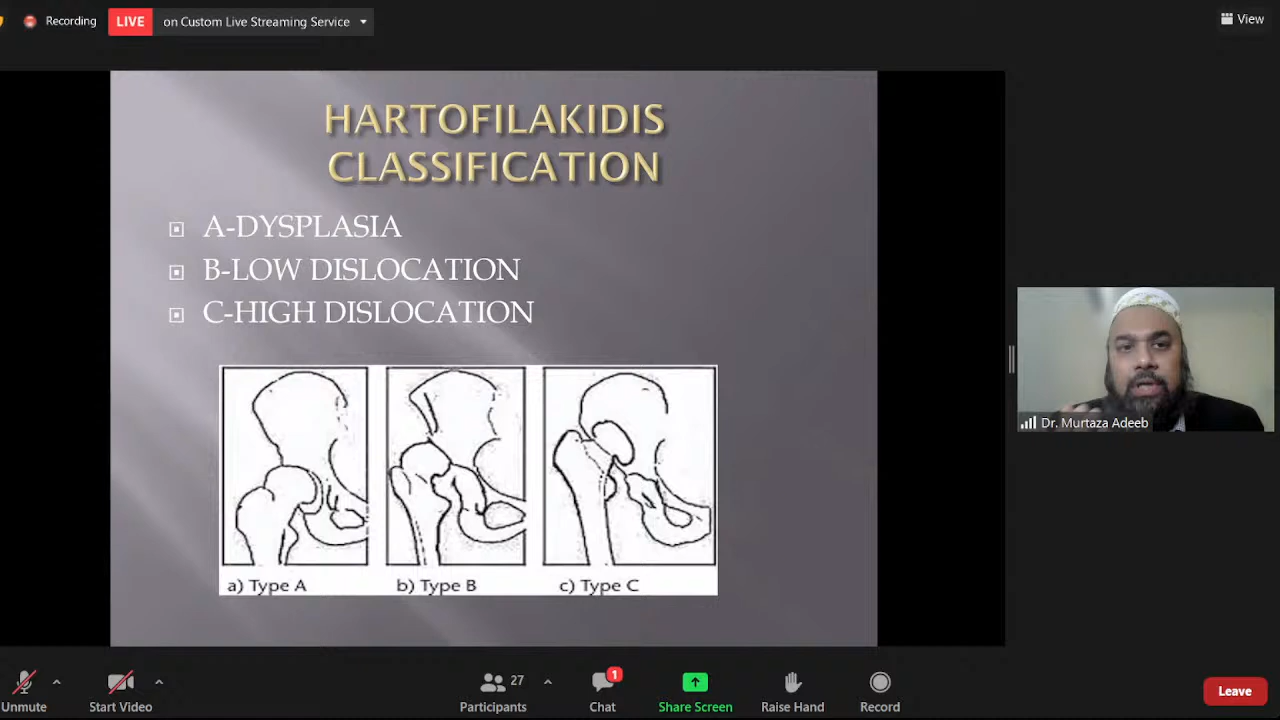 Recording
LIVE on Custom Live Streaming Service
View
HARTOFILAKIDIS
CLASSIFICATION
A-DYSPLASIA
B-LOW DISLOCATION
C-HIGH DISLOCATION
a) Type A
b) Type B
c) Type C
Dr. Murtaza Adeeb
27
1
Unmute
Start Video
Participants
Chat
Share Screen
Raise Hand
Record
Leave